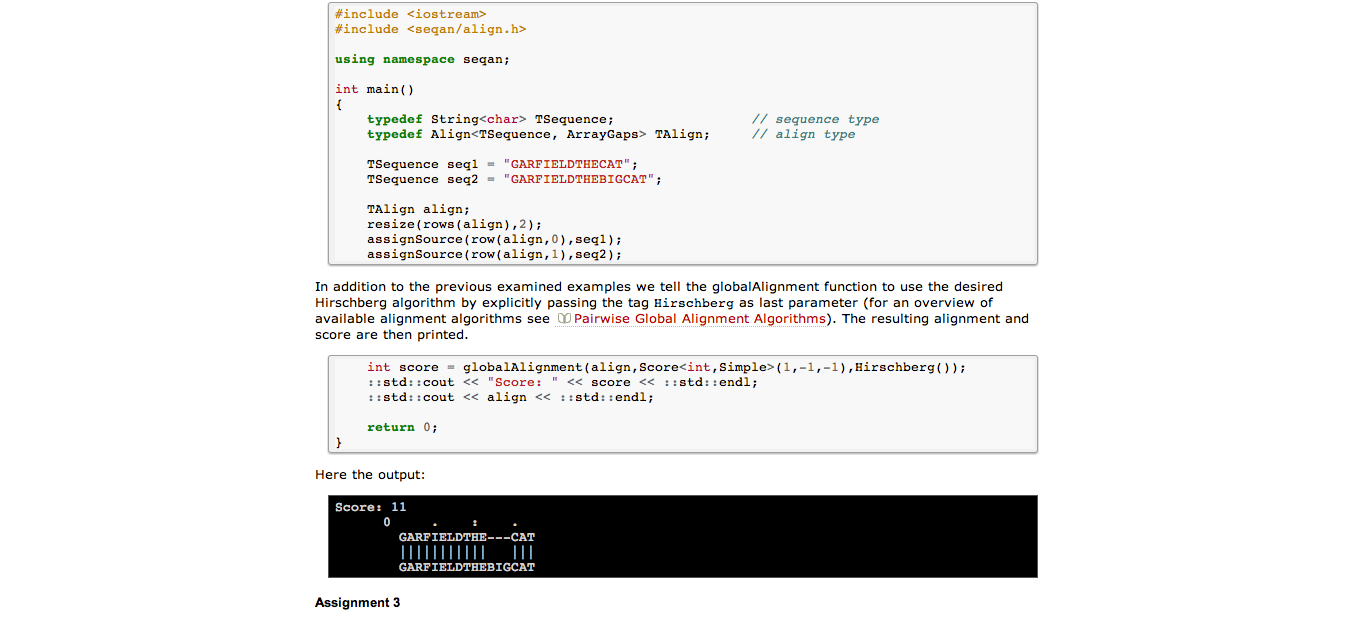 #include <iostream>
#include <seqan/align.h>
using namespace seqan;
int main()
{
    typedef String<char> TSequence;                 // sequence type
    typedef Align<TSequence, ArrayGaps> TAlign;     // align type
    TSequence seq1 = "GARFIELDTHECAT";
    TSequence seq2 = "GARFIELDTHEBIGCAT";
    TAlign align;
    resize(rows(align),2);
    assignSource(row(align,0),seq1);
    assignSource(row(align,1),seq2);
In addition to the previous examined examples we tell the globalAlignment function to use the desired
Hirschberg algorithm by explicitly passing the tag Hirschberg as last parameter (for an overview of
available alignment algorithms see Pairwise Global Alignment Algorithms). The resulting alignment and
score are then printed.
    int score = globalAlignment(align,Score<int,Simple>(1,-1,-1),Hirschberg());
    ::std::cout << "Score: " << score << ::std::endl;
    ::std::cout << align << ::std::endl;
    return 0;
}
Here the output:
Score: 11
      0     .    :    .
        GARFIELDTHE---CAT
        |||||||||||   |||
        GARFIELDTHEBIGCAT
Assignment 3